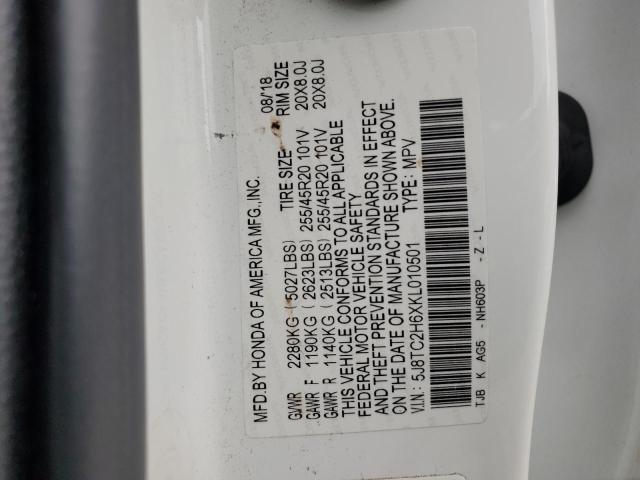 MFD.BY HONDA OF AMERICA MFG.,INC. 08/'18
TIRE SIZE RIM SIZE
GVWR 2280KG ( 5027LBS)
GAWR F 1190KG ( 2623LBS) 255/45R20 101V 20X8.0J
GAWR R 1140KG ( 2513LBS) 255/45R20 101V 20X8.0J
THIS VEHICLE CONFORMS TO ALL APPLICABLE
FEDERAL MOTOR VEHICLE SAFETY
AND THEFT PREVENTION STANDARDS IN EFFECT
ON THE DATE OF MANUFACTURE SHOWN ABOVE.
V.I.N.: 5J8TC2H6XKL010501 TYPE: MPV
TJB K AG5 - NH603P - Z - L